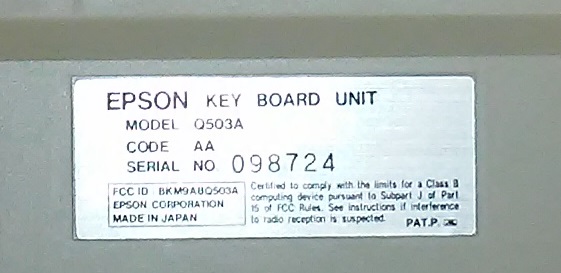 EPSON KEY BOARD UNIT
MODEL Q503A
CODE AA
SERIAL NO. 098724
FCC ID BKM9A8Q503A
EPSON CORPORATION
MADE IN JAPAN
Certified to comply with the limits for a Class B
computing device pursuant to Subpart J of Part
15 of FCC Rules. See instructions if interference
to radio reception is suspected.
PAT.P.